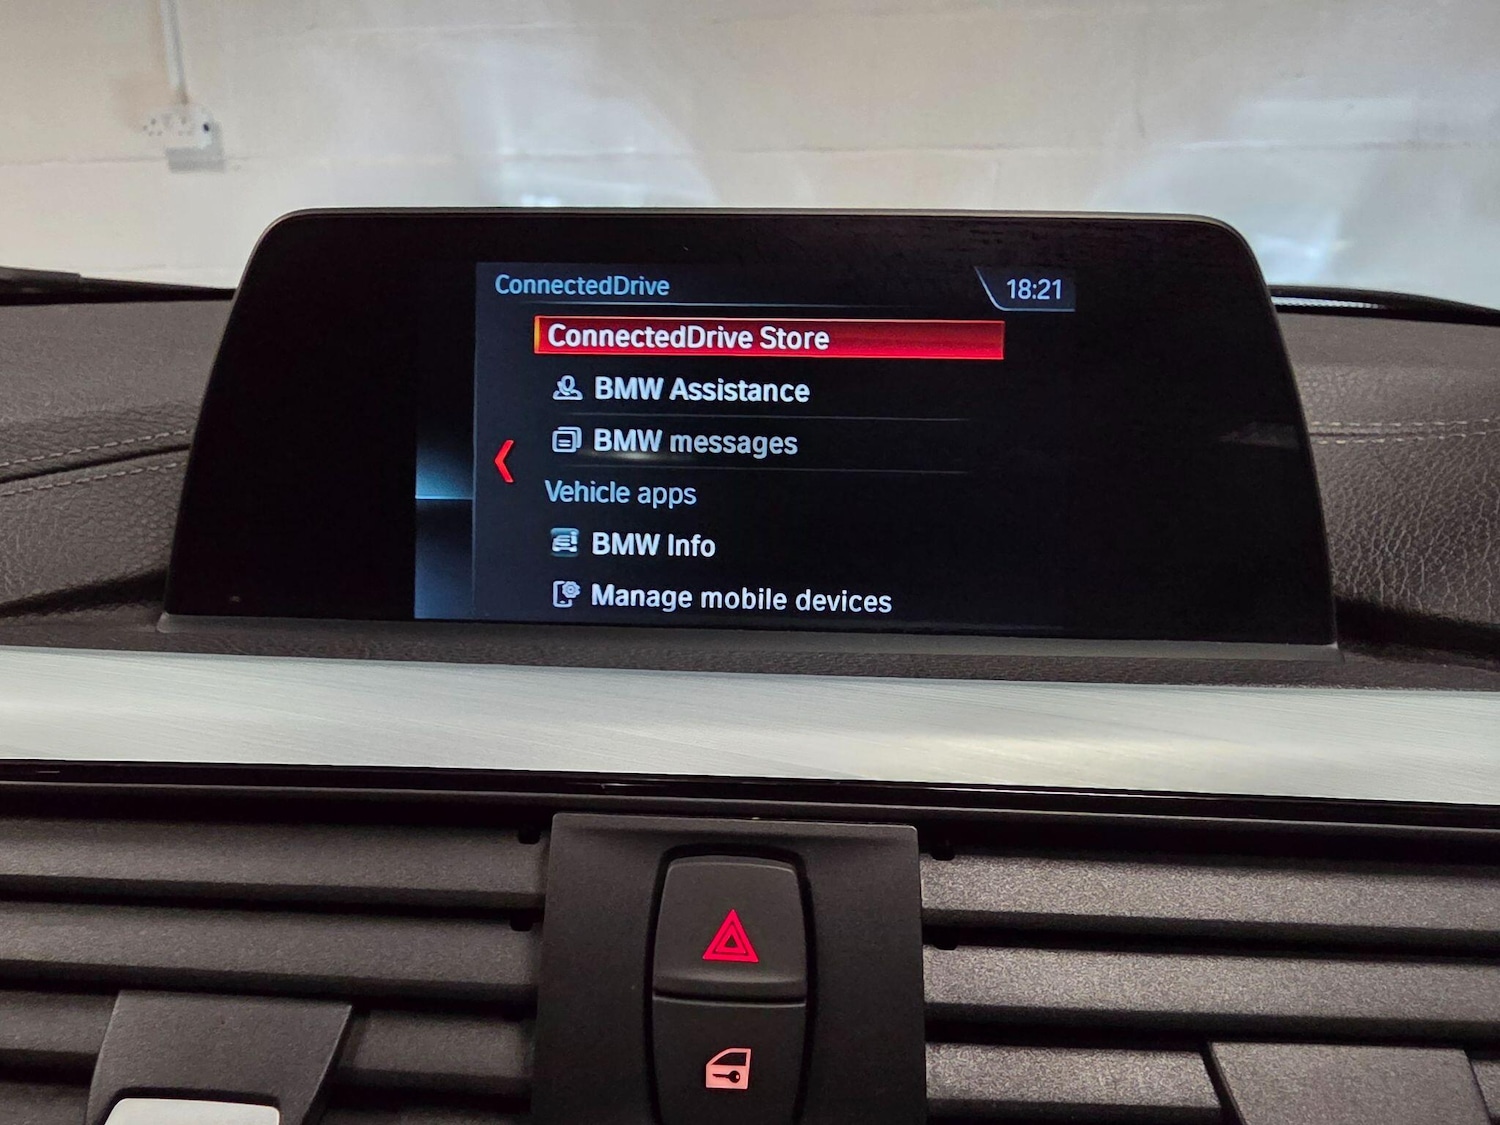 ConnectedDrive
18:21
ConnectedDrive Store
BMW Assistance
BMW messages
Vehicle apps
BMW Info
Manage mobile devices